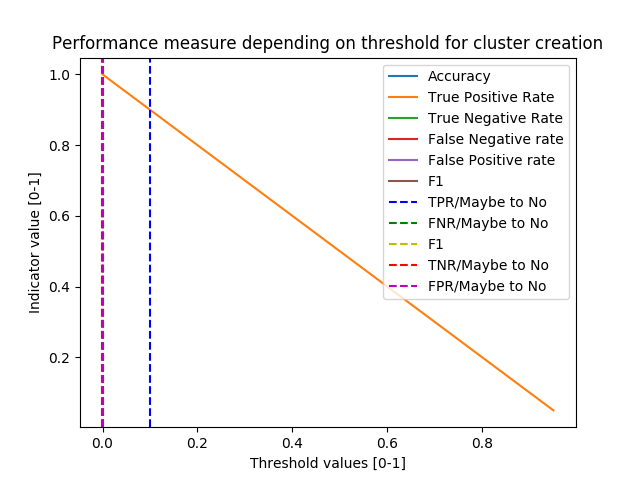 Performance measure depending on threshold for cluster creation
1.0
0.8
0.6
0.4
0.2
Indicator value [0-1]
0.0
0.2
0.4
0.6
0.8
Threshold values [0-1]
Accuracy
True Positive Rate
True Negative Rate
False Negative rate
False Positive rate
F1
TPR/Maybe to No
FNR/Maybe to No
F1
TNR/Maybe to No
FPR/Maybe to No